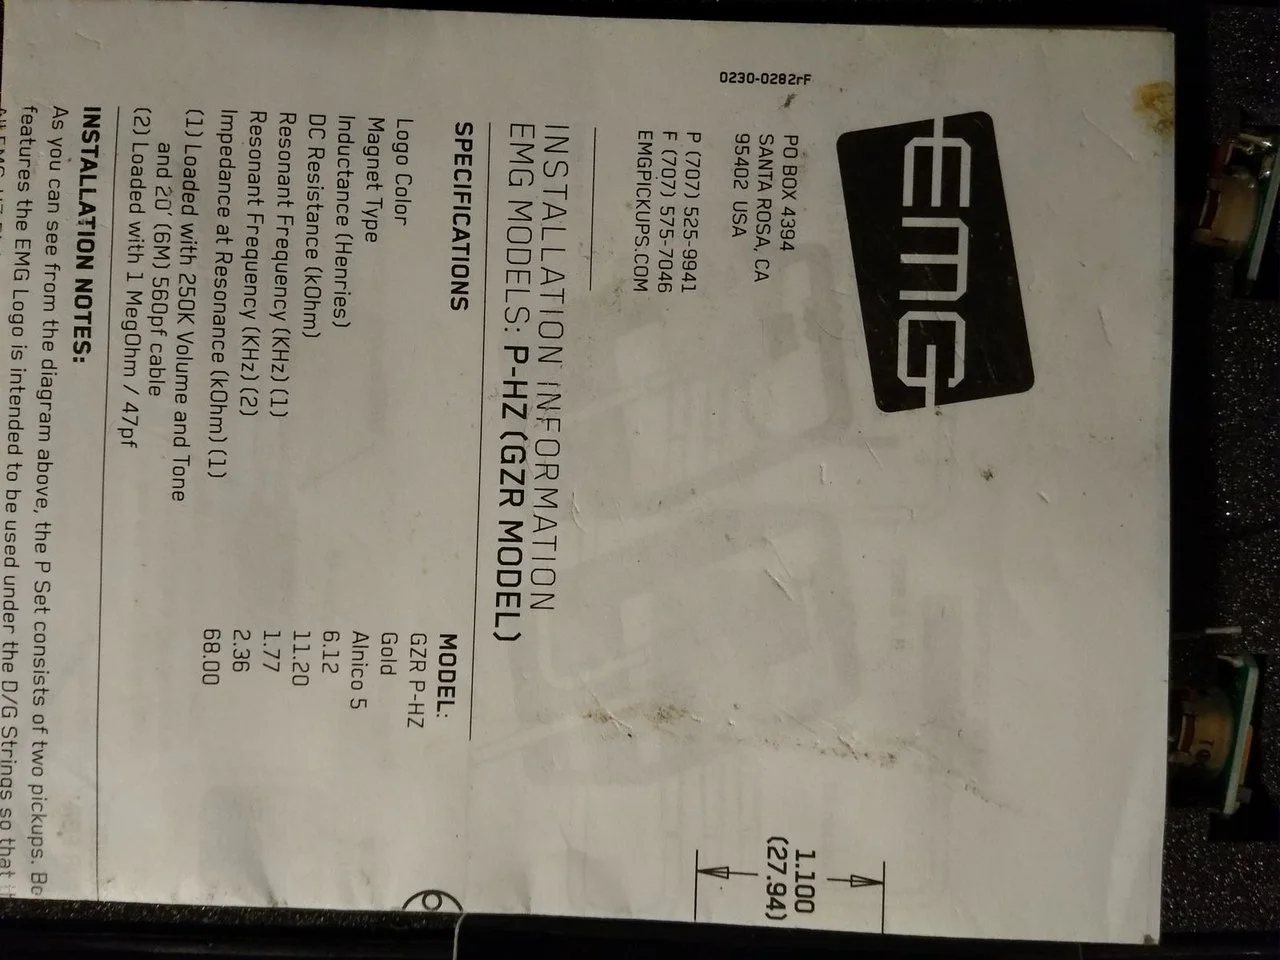 0230-0282rF
EMG
PO BOX 4394
SANTA ROSA, CA
95402 USA
P (707) 525-9941
F (707) 575-7046
EMGPICKUPS.COM
INSTALLATION INFORMATION
EMG MODELS: P-HZ (GZR MODEL)
SPECIFICATIONS MODEL:
GZR P-HZ
Logo Color Gold
Magnet Type Alnico 5
Inductance (Henries) 6.12
DC Resistance (kOhm) 11.20
Resonant Frequency (KHz) (1) 1.77
Resonant Frequency (KHz) (2) 2.36
Impedance at Resonance (kOhm) (1) 68.00
(1) Loaded with 250K Volume and Tone
and 20' (6M) 560pf cable
(2) Loaded with 1 MegOhm / 47pf
INSTALLATION NOTES:
As you can see from the diagram above, the P Set consists of two pickups. Bo
features the EMG Logo is intended to be used under the D/G Strings so that
1.100
(27.94)
6